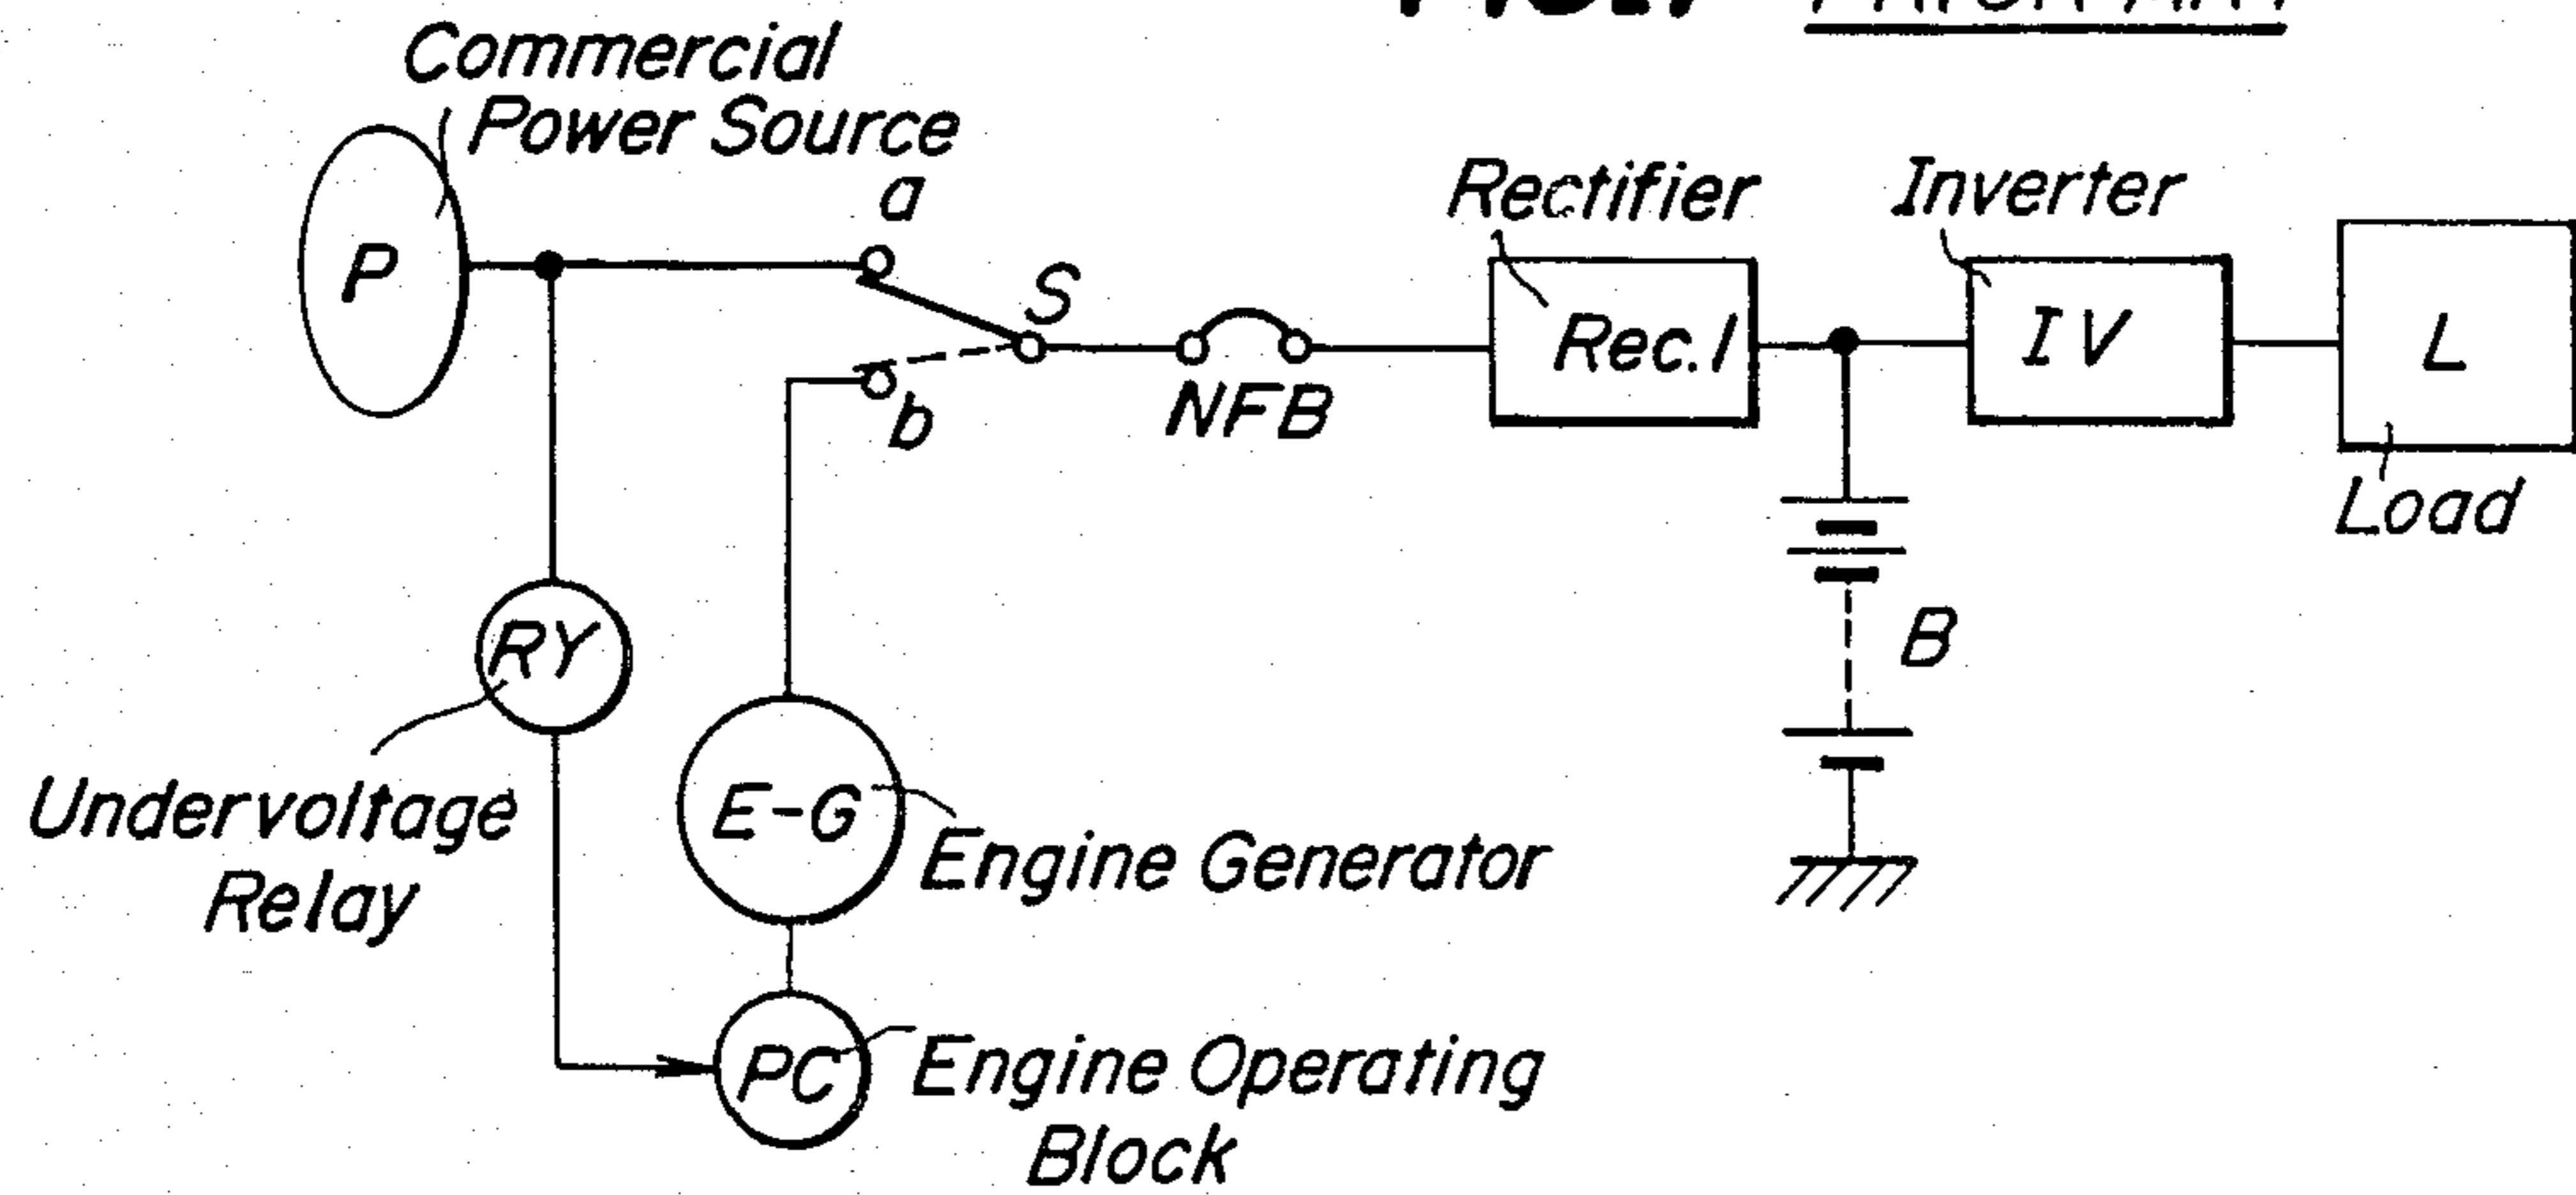 Commercial
Power Source
P
a
S
b
NFB
Rectifier
Rec. 1
Inverter
IV
L
Load
B
RY
Undervoltage
Relay
E-G
Engine Generator
PC
Engine Operating
Block